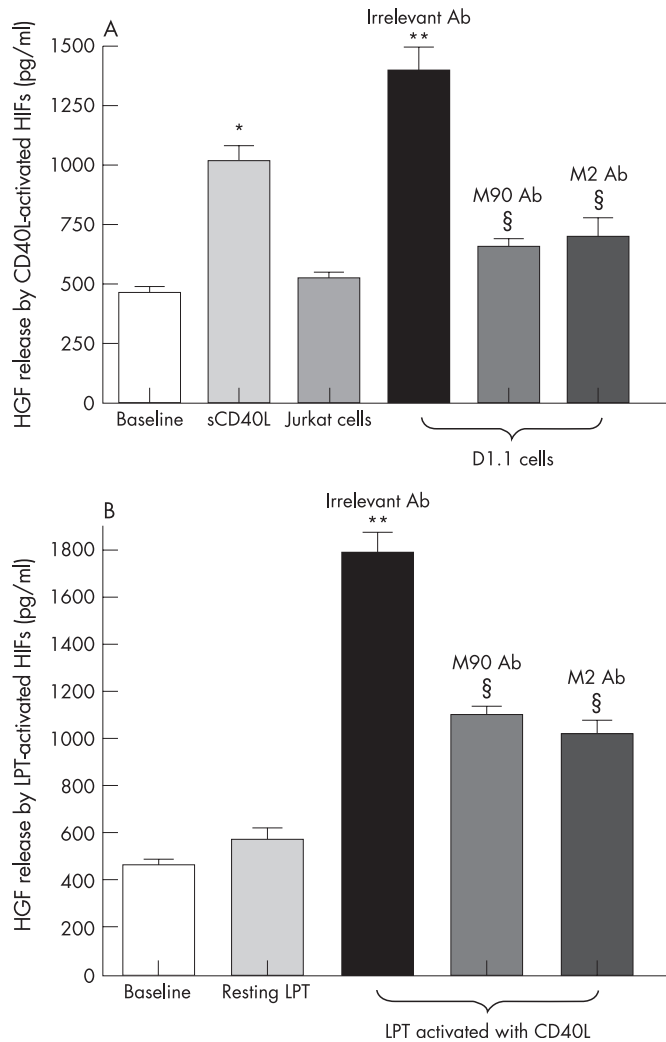 A
Irrelevant Ab
**
1500
1250
1000
750
500
250
0
HGF release by CD40L-activated HIFs (pg/ml)
*
M90 Ab
§
M2 Ab
§
Baseline
sCD40L
Jurkat cells
D1.1 cells
B
Irrelevant Ab
**
1800
1600
1400
1200
1000
800
600
400
200
0
HGF release by LPT-activated HIFs (pg/ml)
M90 Ab
§
M2 Ab
§
Baseline
Resting LPT
LPT activated with CD40L